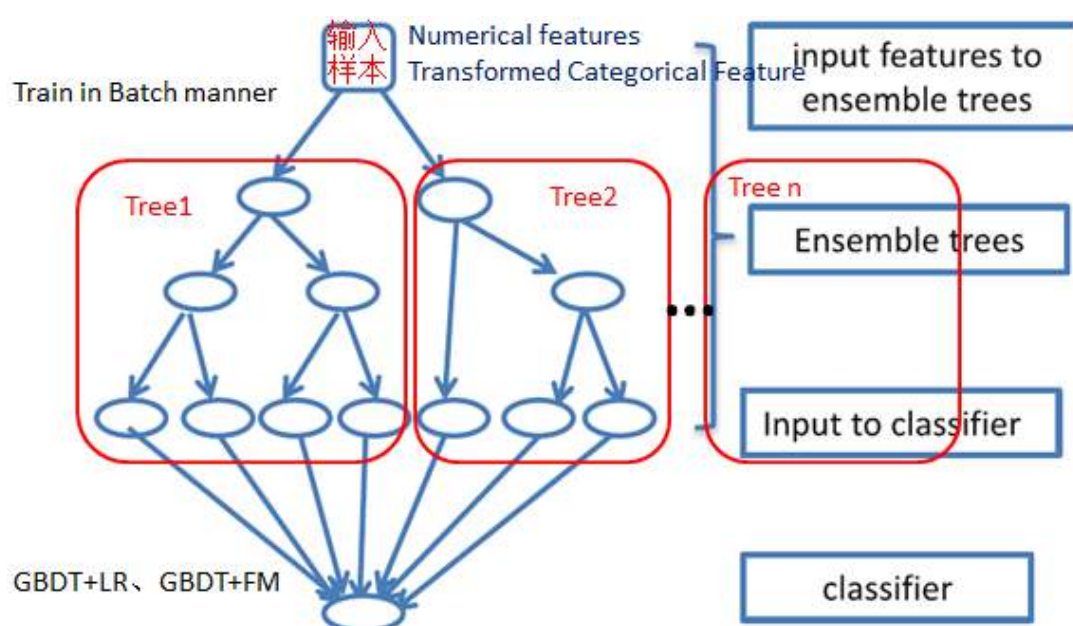 输入
样本
Numerical features
Transformed Categorical Feature
input features to
ensemble trees
Train in Batch manner
Tree1
Tree2
Tree n
Ensemble trees
...
Input to classifier
GBDT+LR、GBDT+FM
classifier